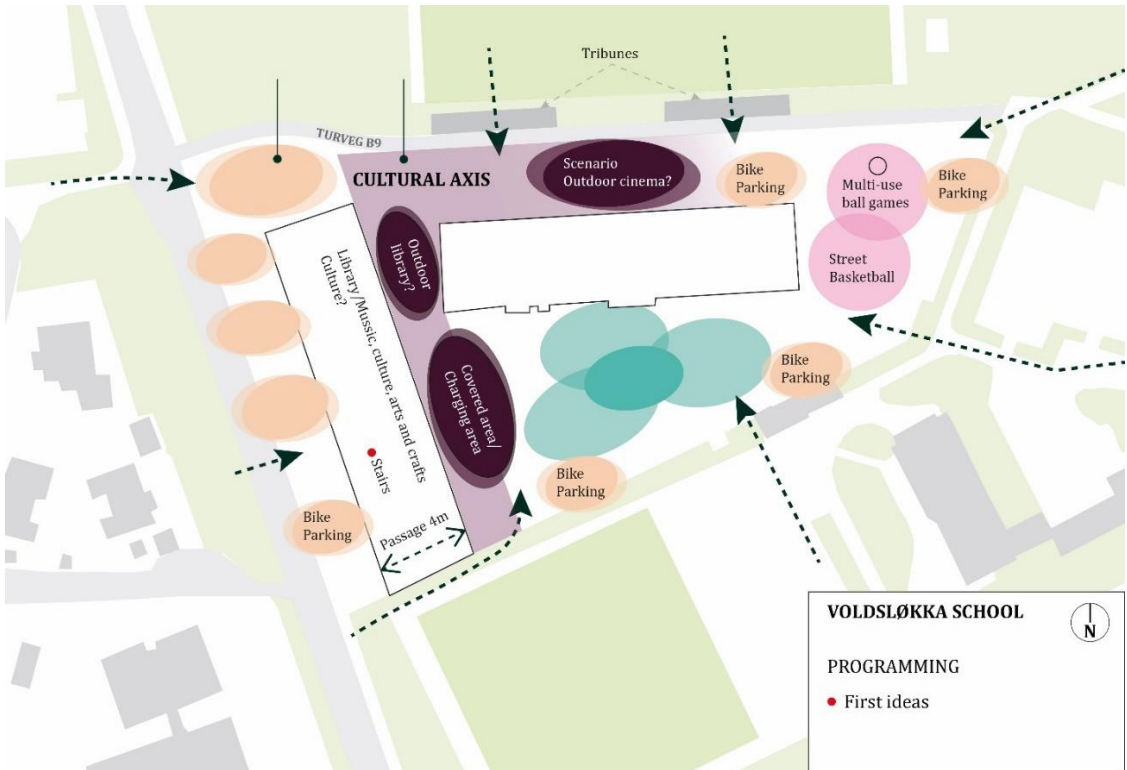 Tribunes
TURVEG B9
CULTURAL AXIS
Scenario
Outdoor cinema?
Bike
Parking
Multi-use
ball games
Bike
Parking
Street
Basketball
Outdoor
library?
Library/Mussic, culture, arts and crafts
Culture?
Covered area/
Charging area
Bike
Parking
Stairs
Bike
Parking
Bike
Parking
Passage 4m
VOLDSLØKKA SCHOOL
N
PROGRAMMING
First ideas